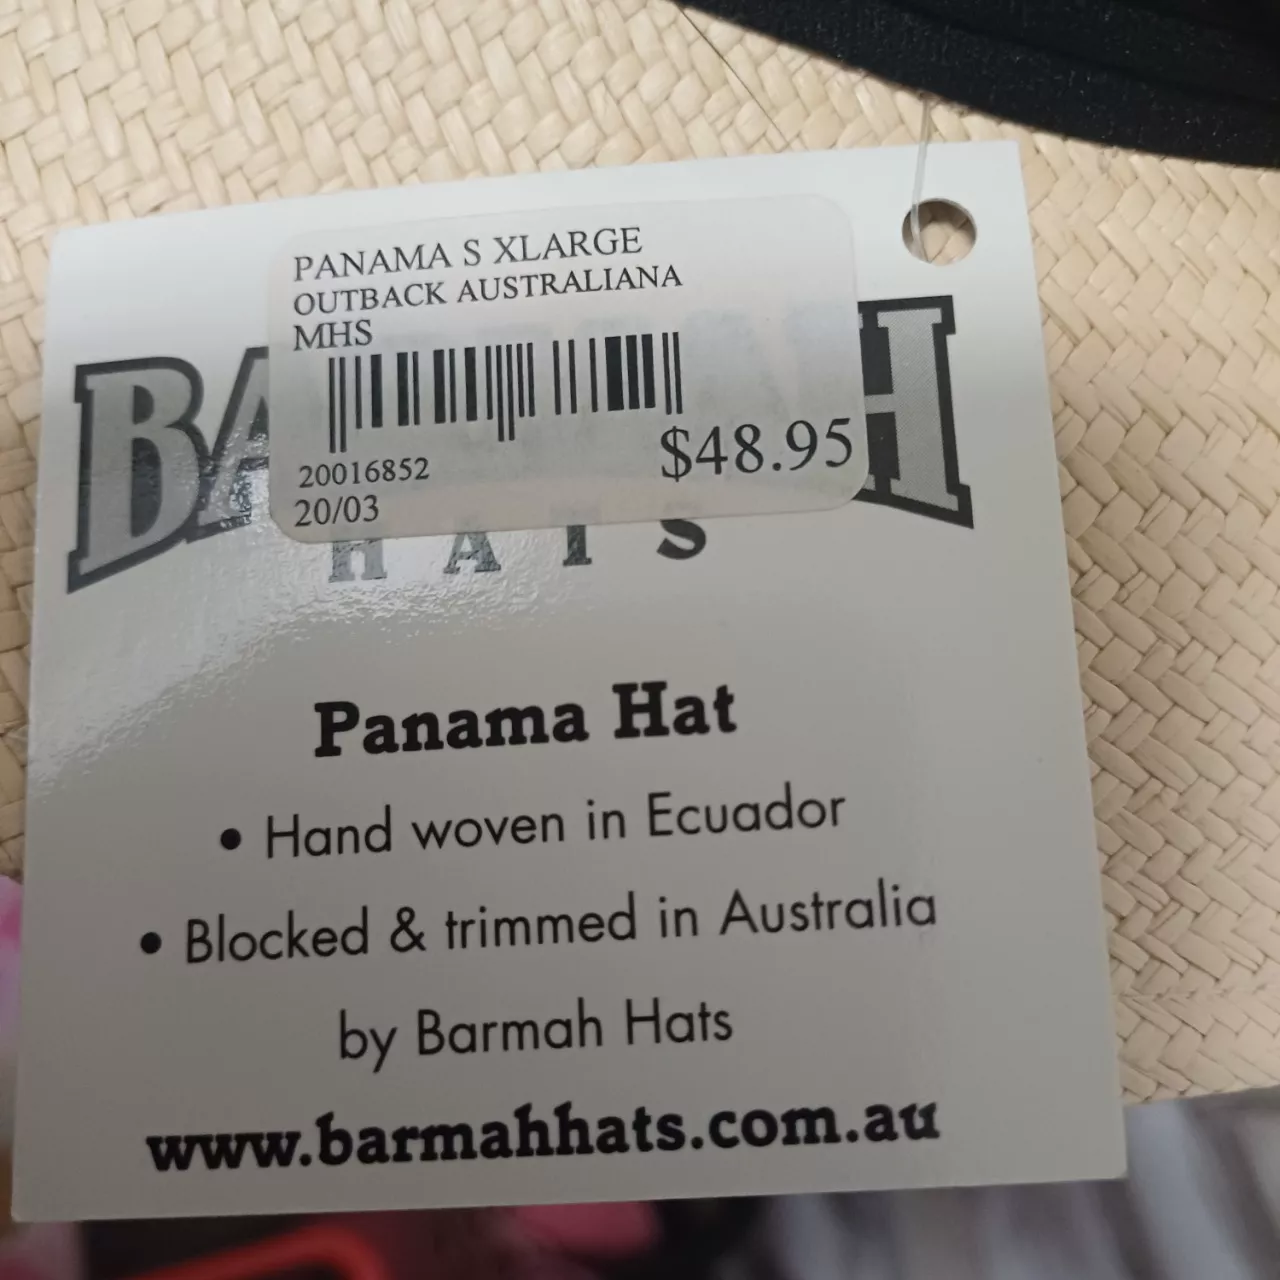 PANAMA S XLARGE
OUTBACK AUSTRALIANA
MHS
$48.95
20016852
20/03
BARMAH
HATS
Panama Hat
• Hand woven in Ecuador
• Blocked & trimmed in Australia
by Barmah Hats
www.barmahhats.com.au